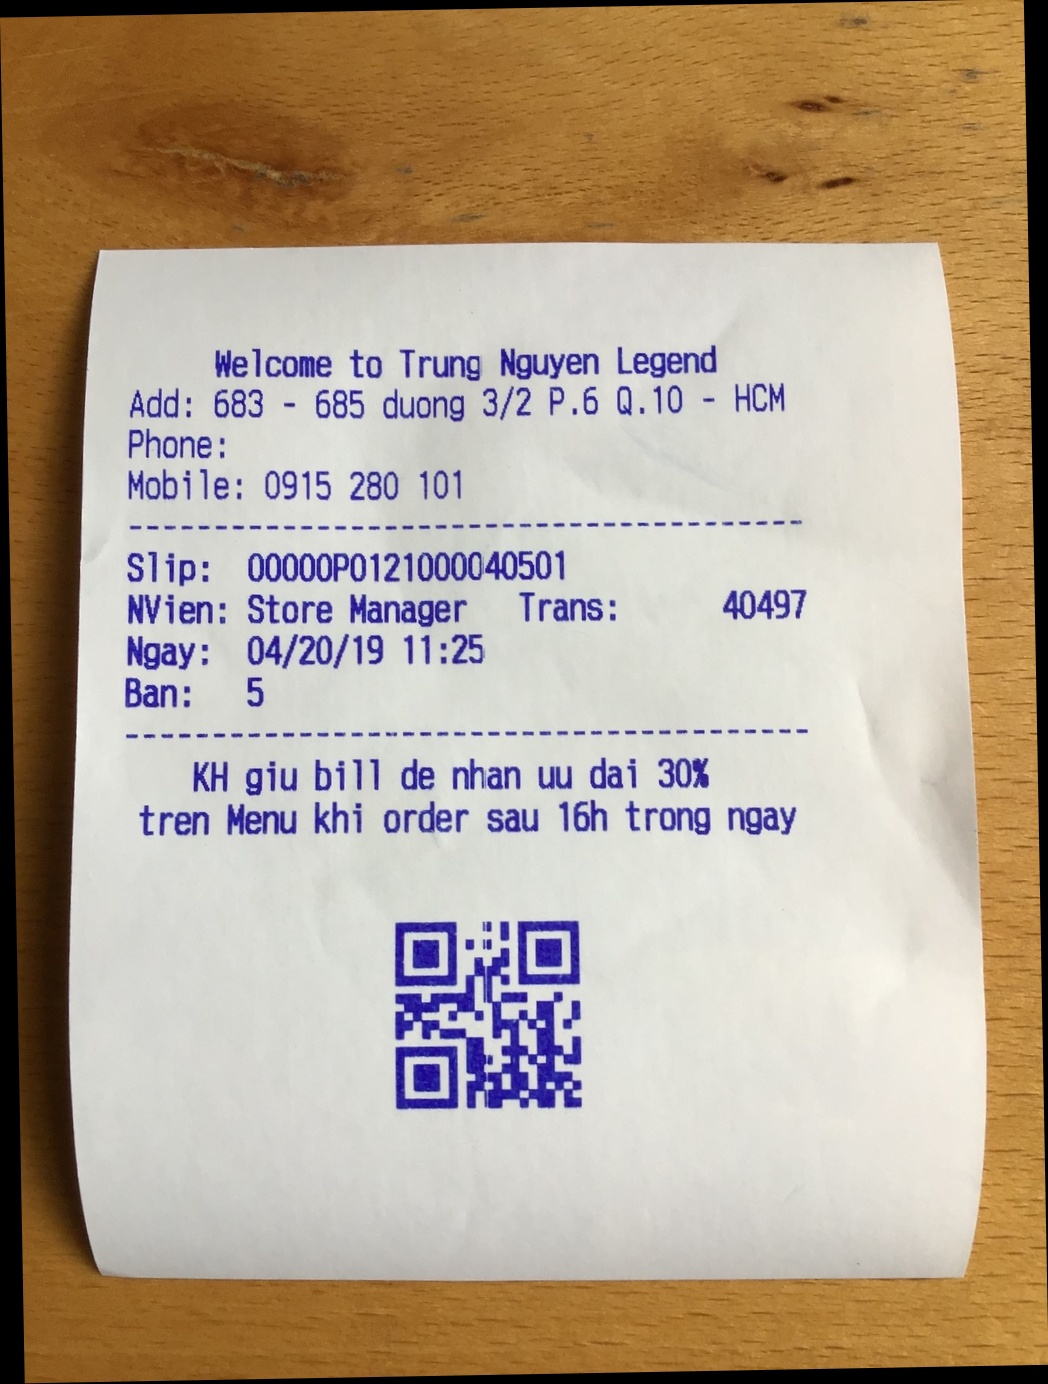 Welcome to Trung Nguyen Legend
Add: 683 - 685 duong 3/2 P.6 Q.10 - HCM
Phone:
Mobile: 0915 280 101
Slip: 00000P0121000040501
NVien: Store Manager Trans: 40497
Ngay: 04/20/19 11:25
Ban: 5
KH giu bill de nhan uu dai 30%
tren Menu khi order sau 16h trong ngay